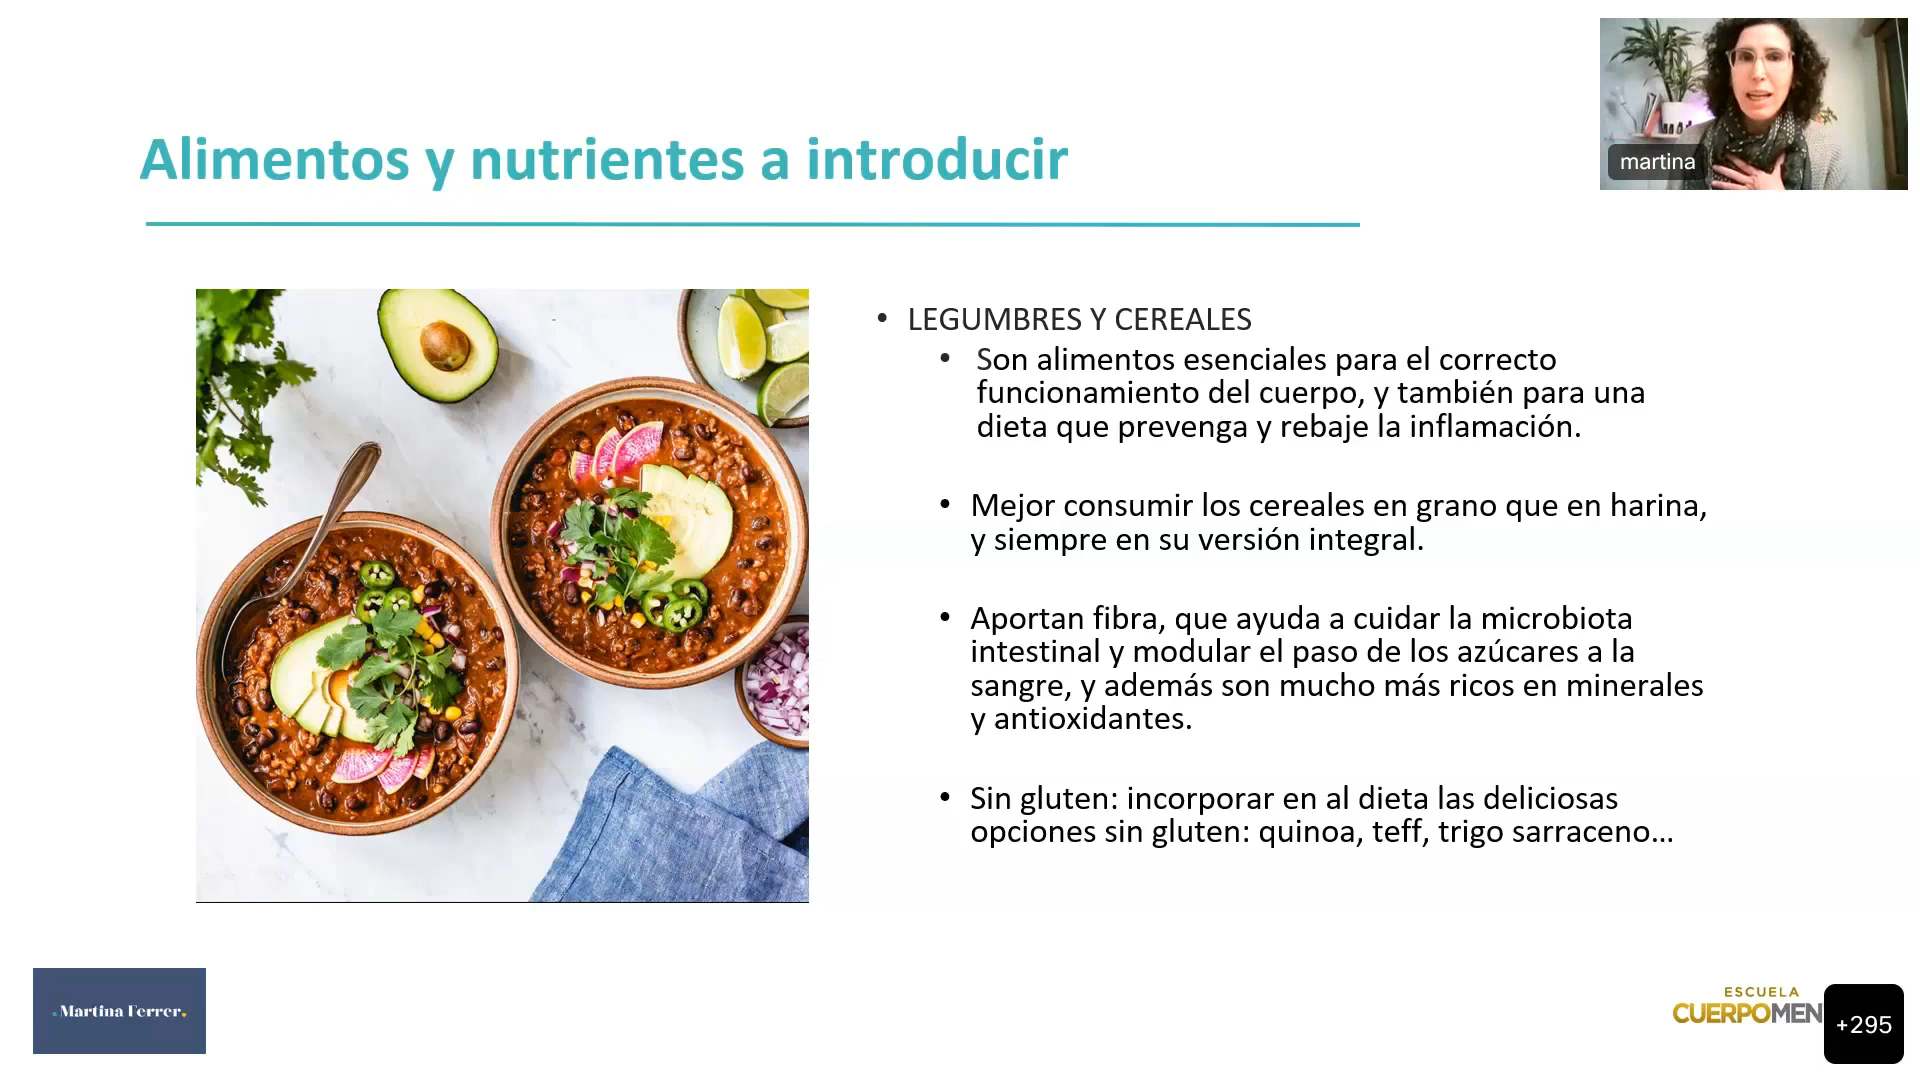 martina
Alimentos y nutrientes a introducir
• LEGUMBRES Y CEREALES
• Son alimentos esenciales para el correcto
funcionamiento del cuerpo, y también para una
dieta que prevenga y rebaje la inflamación.
• Mejor consumir los cereales en grano que en harina,
y siempre en su versión integral.
• Aportan fibra, que ayuda a cuidar la microbiota
intestinal y modular el paso de los azúcares a la
sangre, y además son mucho más ricos en minerales
y antioxidantes.
• Sin gluten: incorporar en al dieta las deliciosas
opciones sin gluten: quinoa, teff, trigo sarraceno...
.Martina Ferrer.
ESCUELA
CUERPOMEN
+295